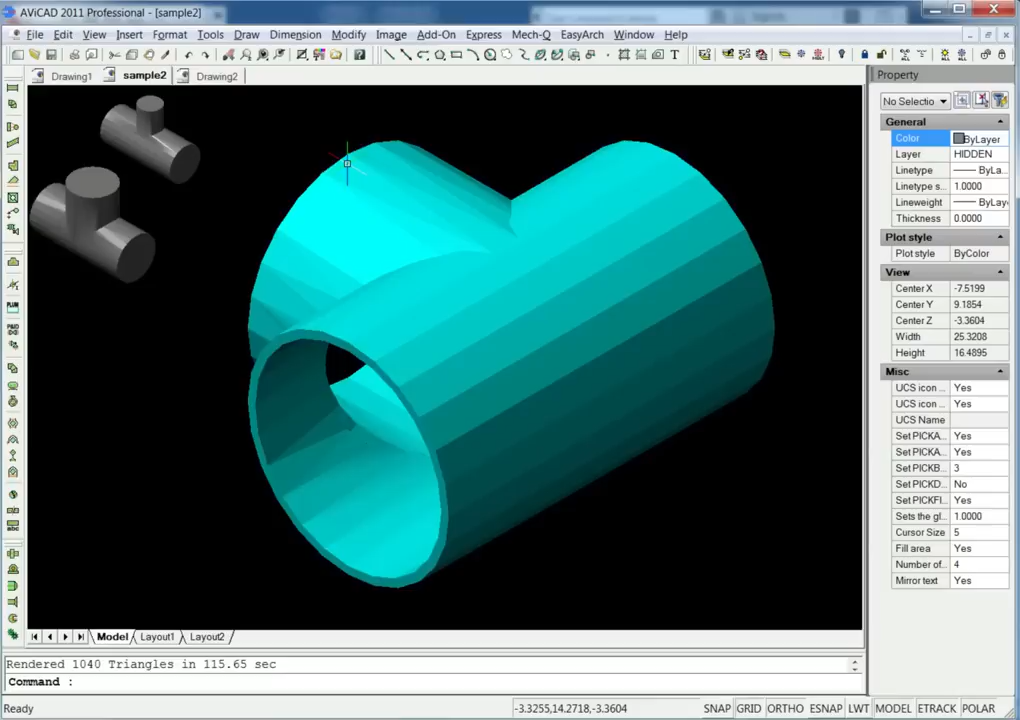 AViCAD 2011 Professional - [sample2]
File Edit View Insert Format Tools Draw Dimension Modify Image Add-On Express Mech-Q EasyArch Window Help
Drawing1 sample2 Drawing2
Property
No Selectio
General
Color ByLayer
Layer HIDDEN
Linetype ByLa...
Linetype s... 1.0000
Lineweight ByLay
Thickness 0.0000
Plot style
Plot style ByColor
View
Center X -7.5199
Center Y 9.1854
Center Z -3.3604
Width 25.3208
Height 16.4895
Misc
UCS icon ... Yes
UCS icon ... Yes
UCS Name
Set PICKA... Yes
Set PICKA... Yes
Set PICKB... 3
Set PICKD... No
Set PICKFI... Yes
Sets the gl... 1.0000
Cursor Size 5
Fill area Yes
Number of... 4
Mirror text Yes
Model Layout1 Layout2
Rendered 1040 Triangles in 115.65 sec
Command :
Ready -3.3255,14.2718,-3.3604 SNAP GRID ORTHO ESNAP LWT MODEL ETRACK POLAR